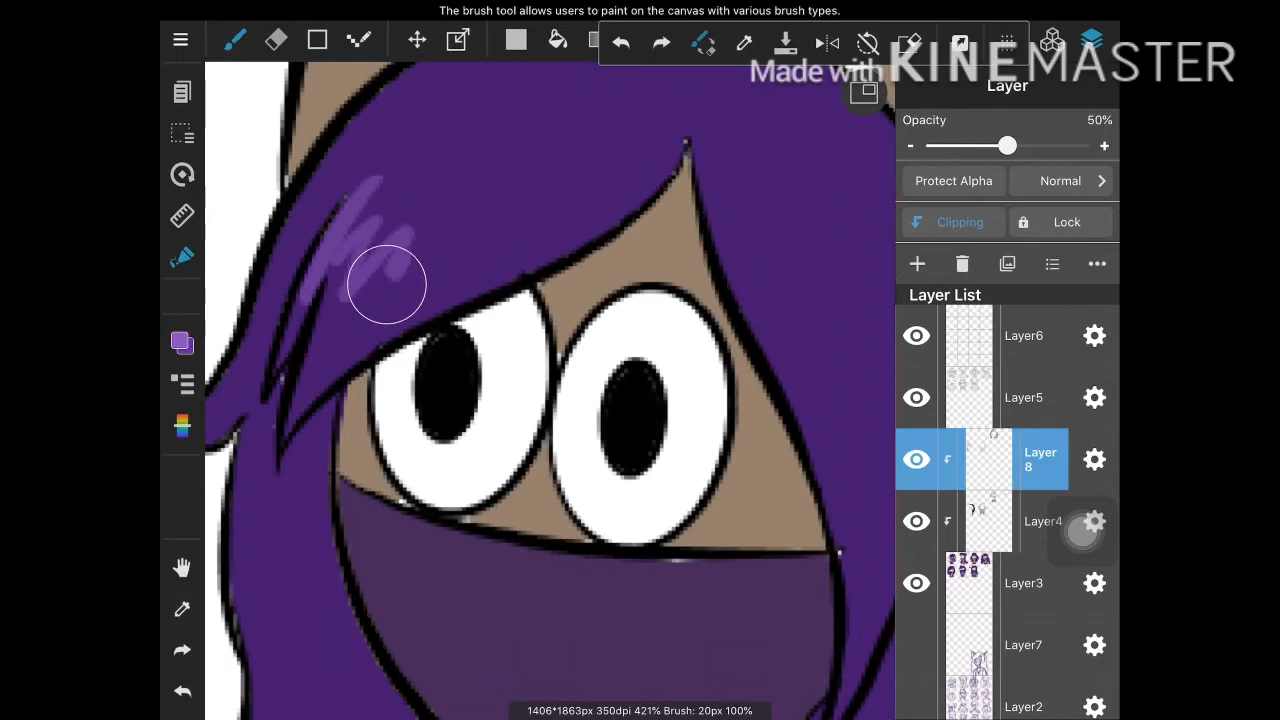 The brush tool allows users to paint on the canvas with various brush types.
Made with KINEMASTER
Layer
Opacity 50%
- +
Protect Alpha Normal
Clipping Lock
Layer List
Layer6
Layer5
Layer
8
Layer4
Layer3
Layer7
Layer2
1406*1863px 350dpi 421% Brush: 20px 100%